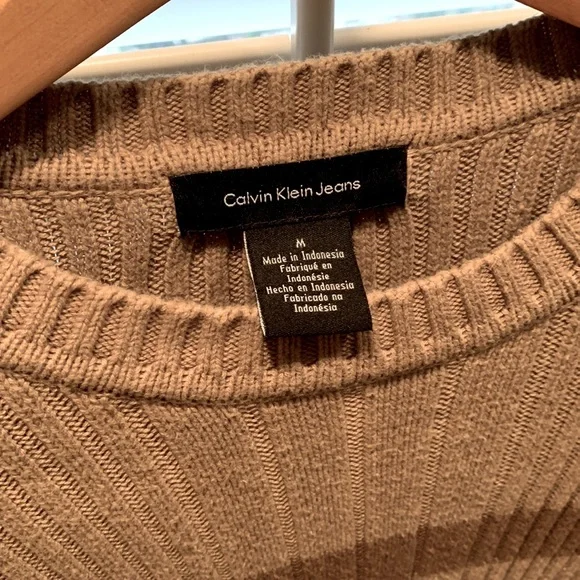 Calvin Klein Jeans
M
Made in Indonesia
Fabriqué en
Indonésie
Hecho en Indonesia
Fabricado na
Indonésia